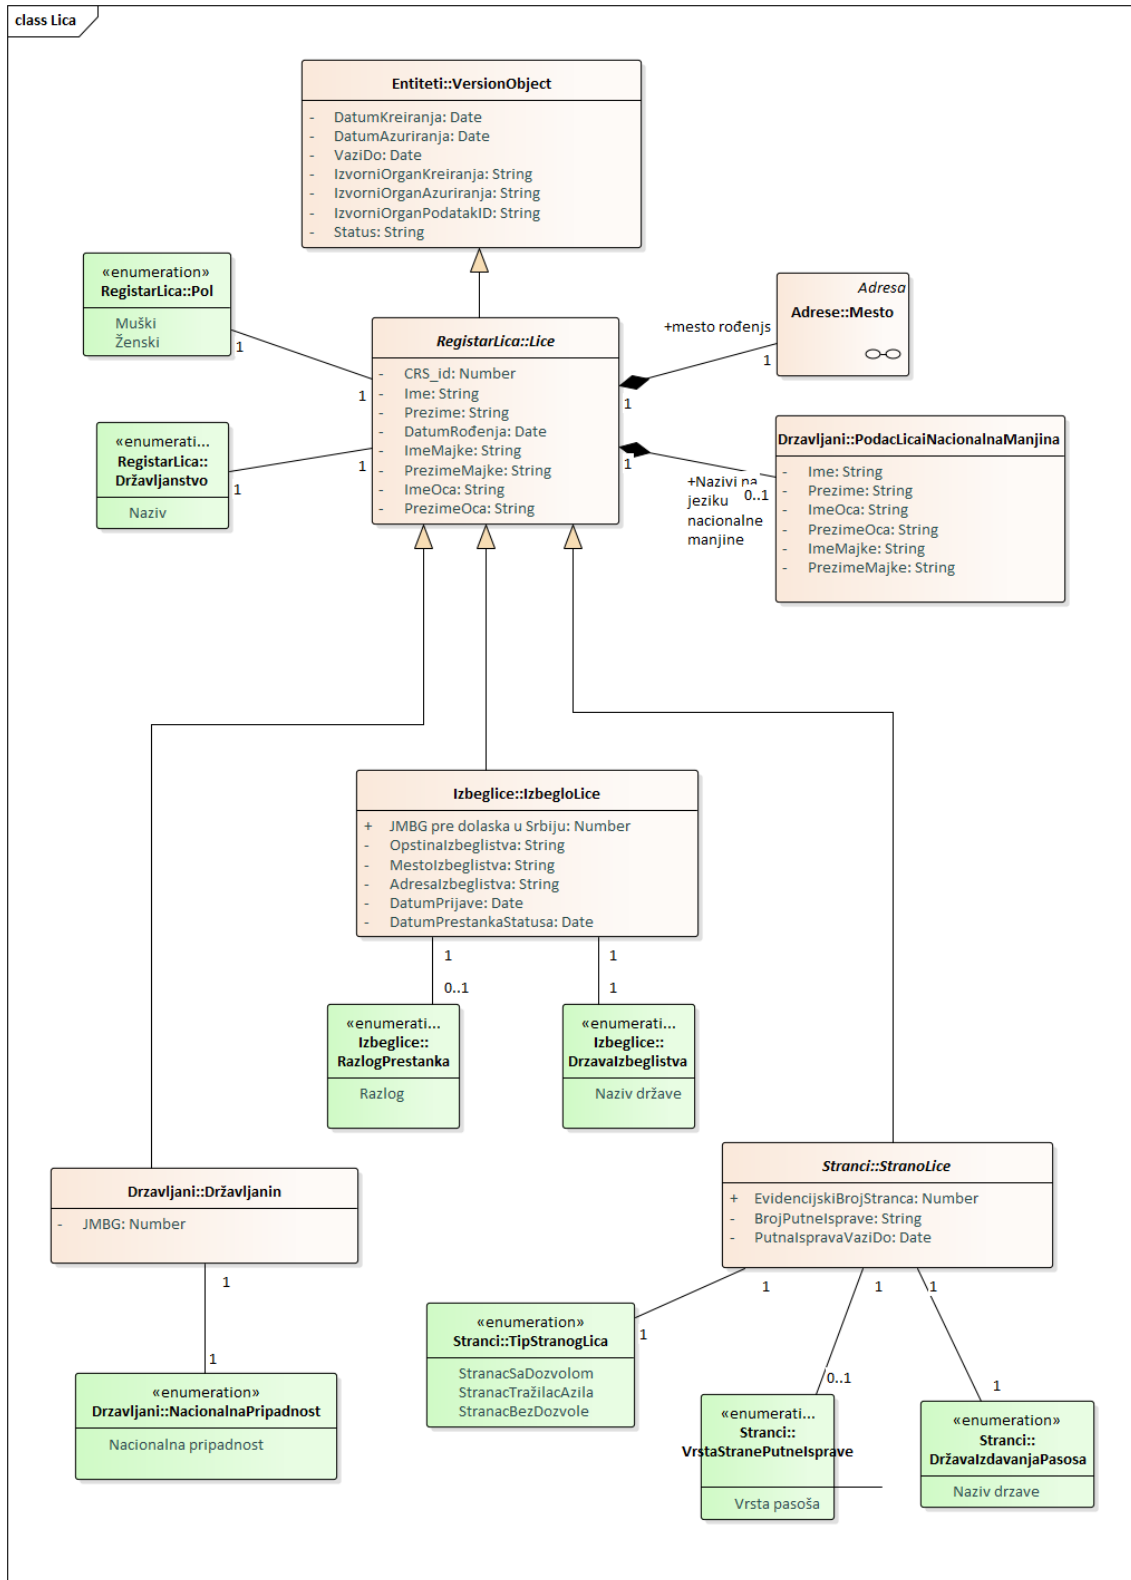 class Lica
Entiteti::VersionObject
- DatumKreiranja: Date
- DatumAzuriranja: Date
- VaziDo: Date
- IzvorniOrganKreiranja: String
- IzvorniOrganAzuriranja: String
- IzvorniOrganPodatakID: String
- Status: String
«enumeration»
RegistarLica::Pol
Muški
Ženski
1
1
«enumerati...
RegistarLica::
Državljanstvo
Naziv
1
1
RegistarLica::Lice
- CRS_id: Number
- Ime: String
- Prezime: String
- DatumRođenja: Date
- ImeMajke: String
- PrezimeMajke: String
- ImeOca: String
- PrezimeOca: String
+mesto rođenjs
1
1
Adresa
Adrese::Mesto
1
+Nazivi na
jeziku
nacionalne
manjine
0..1
Drzavljani::PodacLicaiNacionalnaManjina
- Ime: String
- Prezime: String
- ImeOca: String
- PrezimeOca: String
- ImeMajke: String
- PrezimeMajke: String
Izbeglice::IzbegloLice
+ JMBG pre dolaska u Srbiju: Number
- OpstinaIzbeglistva: String
- MestoIzbeglistva: String
- AdresaIzbeglistva: String
- DatumPrijave: Date
- DatumPrestankaStatusa: Date
1
0..1
1
1
«enumerati...
Izbeglice::
RazlogPrestanka
Razlog
«enumerati...
Izbeglice::
DrzavaIzbeglistva
Naziv države
Drzavljani::Državljanin
- JMBG: Number
1
1
«enumeration»
Drzavljani::NacionalnaPripadnost
Nacionalna pripadnost
Stranci::StranoLice
+ EvidencijskiBrojStranca: Number
- BrojPutneIsprave: String
- PutnaIspravaVaziDo: Date
1
1
1
1
0..1
1
«enumeration»
Stranci::TipStranogLica
StranacSaDozvolom
StranacTražilacAzila
StranacBezDozvole
«enumerati...
Stranci::
VrstaStranePutneIsprave
Vrsta pasoša
«enumeration»
Stranci::
DržavaIzdavanjaPasosa
Naziv drzave